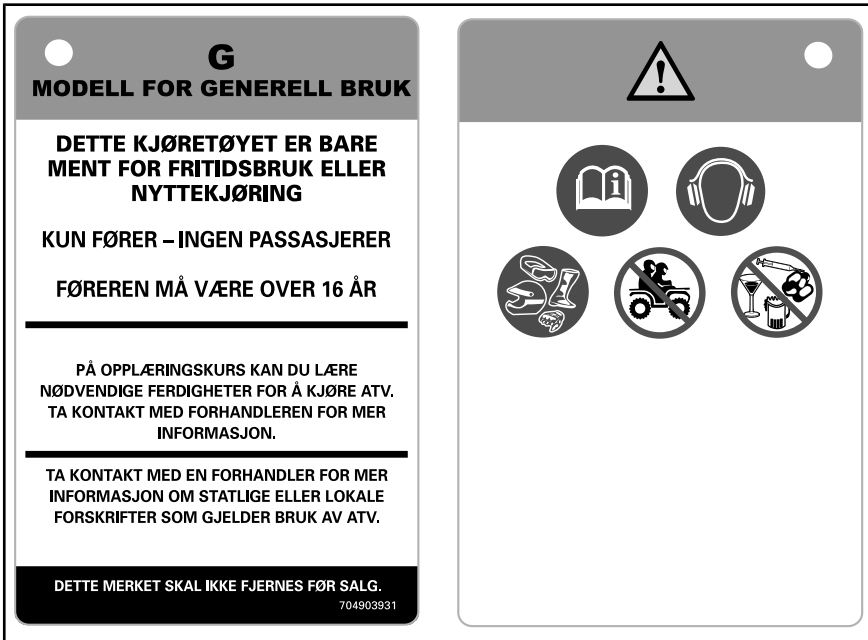 G
MODELL FOR GENERELL BRUK
DETTE KJØRETØYET ER BARE
MENT FOR FRITIDSBRUK ELLER
NYTTEKJØRING
KUN FØRER – INGEN PASSASJERER
FØREREN MÅ VÆRE OVER 16 ÅR
PÅ OPPLÆRINGSKURS KAN DU LÆRE
NØDVENDIGE FERDIGHETER FOR Å KJØRE ATV.
TA KONTAKT MED FORHANDLEREN FOR MER
INFORMASJON.
TA KONTAKT MED EN FORHANDLER FOR MER
INFORMASJON OM STATLIGE ELLER LOKALE
FORSKRIFTER SOM GJELDER BRUK AV ATV.
DETTE MERKET SKAL IKKE FJERNES FØR SALG.
704903931